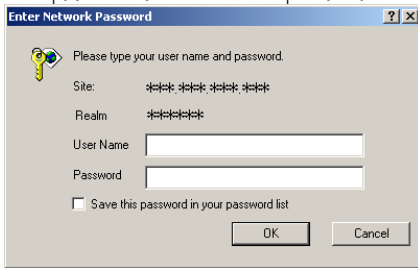 Enter Network Password
Please type your user name and password.
Site: ***.***.***.***
Realm ******
User Name
Password
Save this password in your password list
OK Cancel